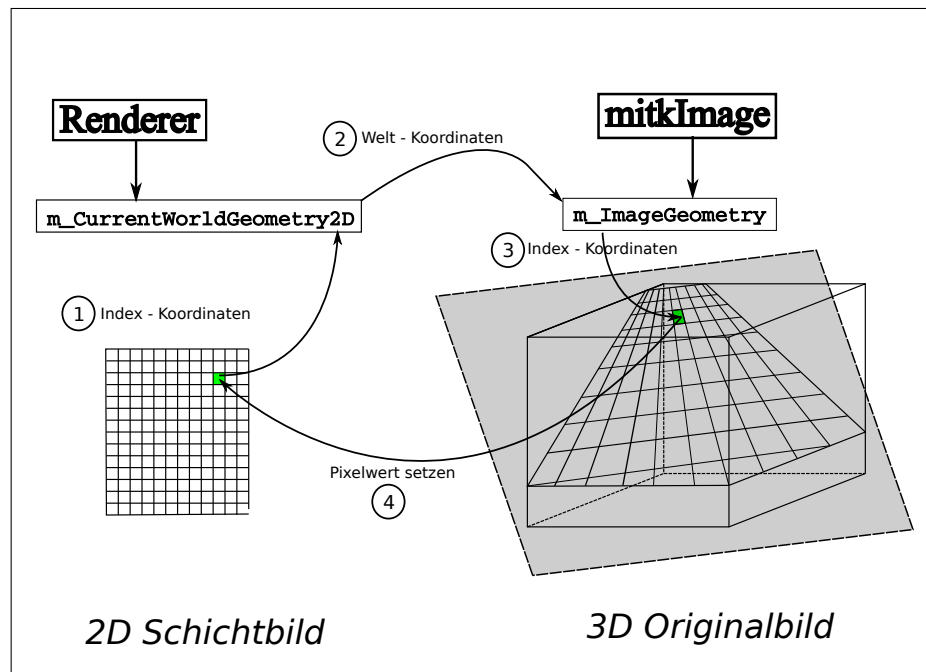 Renderer
mitkImage
2 Welt - Koordinaten
m_CurrentWorldGeometry2D
m_ImageGeometry
3 Index - Koordinaten
1 Index - Koordinaten
Pixelwert setzen
4
2D Schichtbild
3D Originalbild